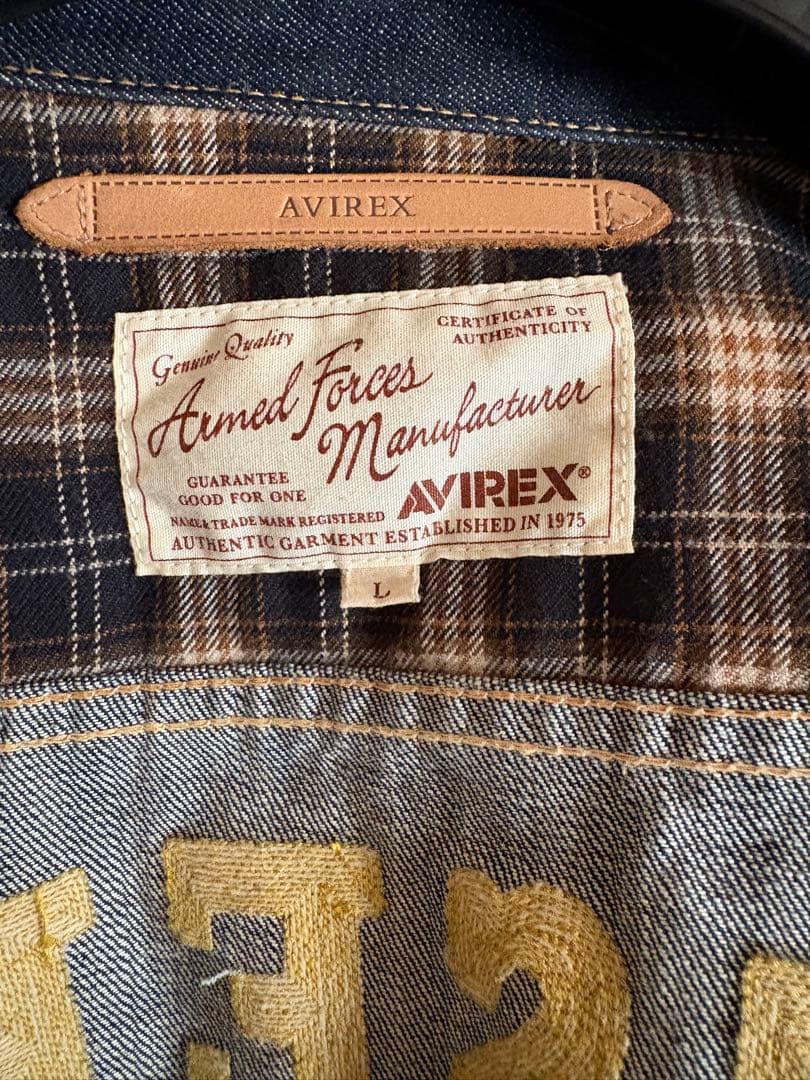 AVIREX
Genuine Quality
CERTIFICATE OF
AUTHENTICITY
Armed Forces
Manufacturer
GUARANTEE
GOOD FOR ONE
AVIREX®
NAME & TRADE MARK REGISTERED
AUTHENTIC GARMENT ESTABLISHED IN 1975
L